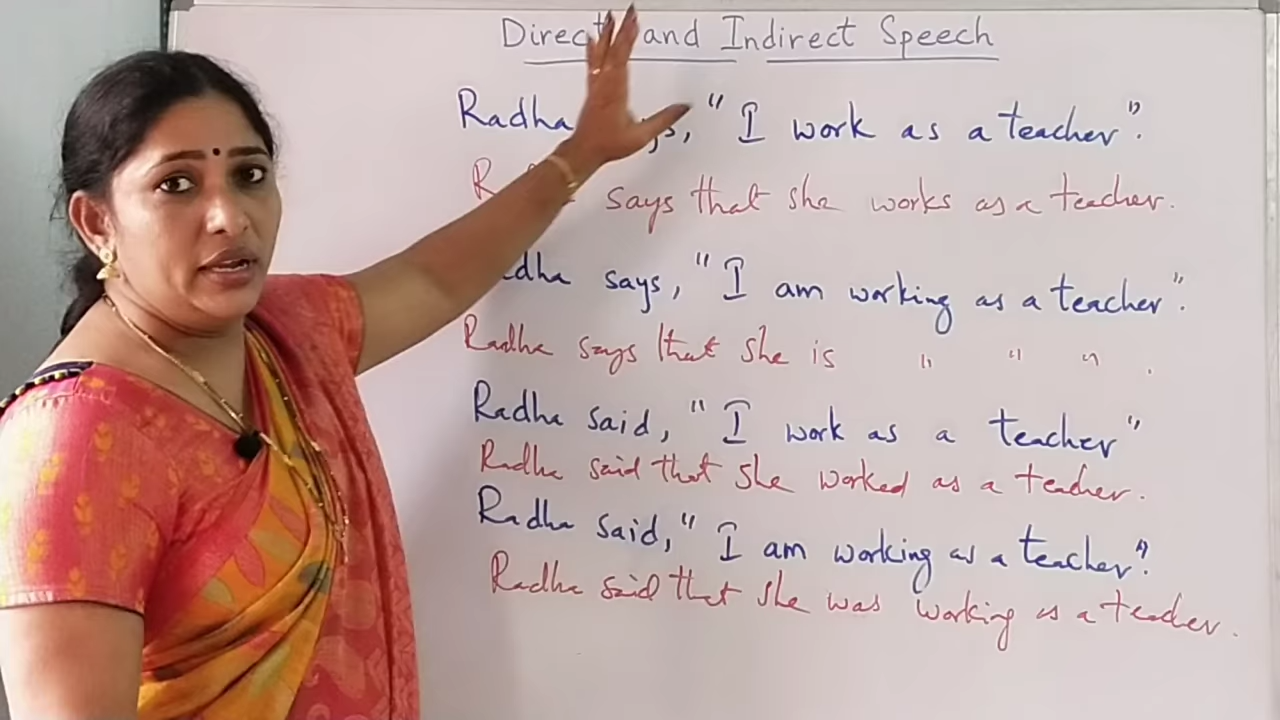 Direct and Indirect Speech
Radha "I work as a teacher".
says that she works as a teacher.
says, "I am working as a teacher".
Radha says that she is " " " .
Radha said, "I work as a teacher"
Radha said that she worked as a teacher.
Radha said, "I am working as a teacher".
Radha said that she was working as a teacher.